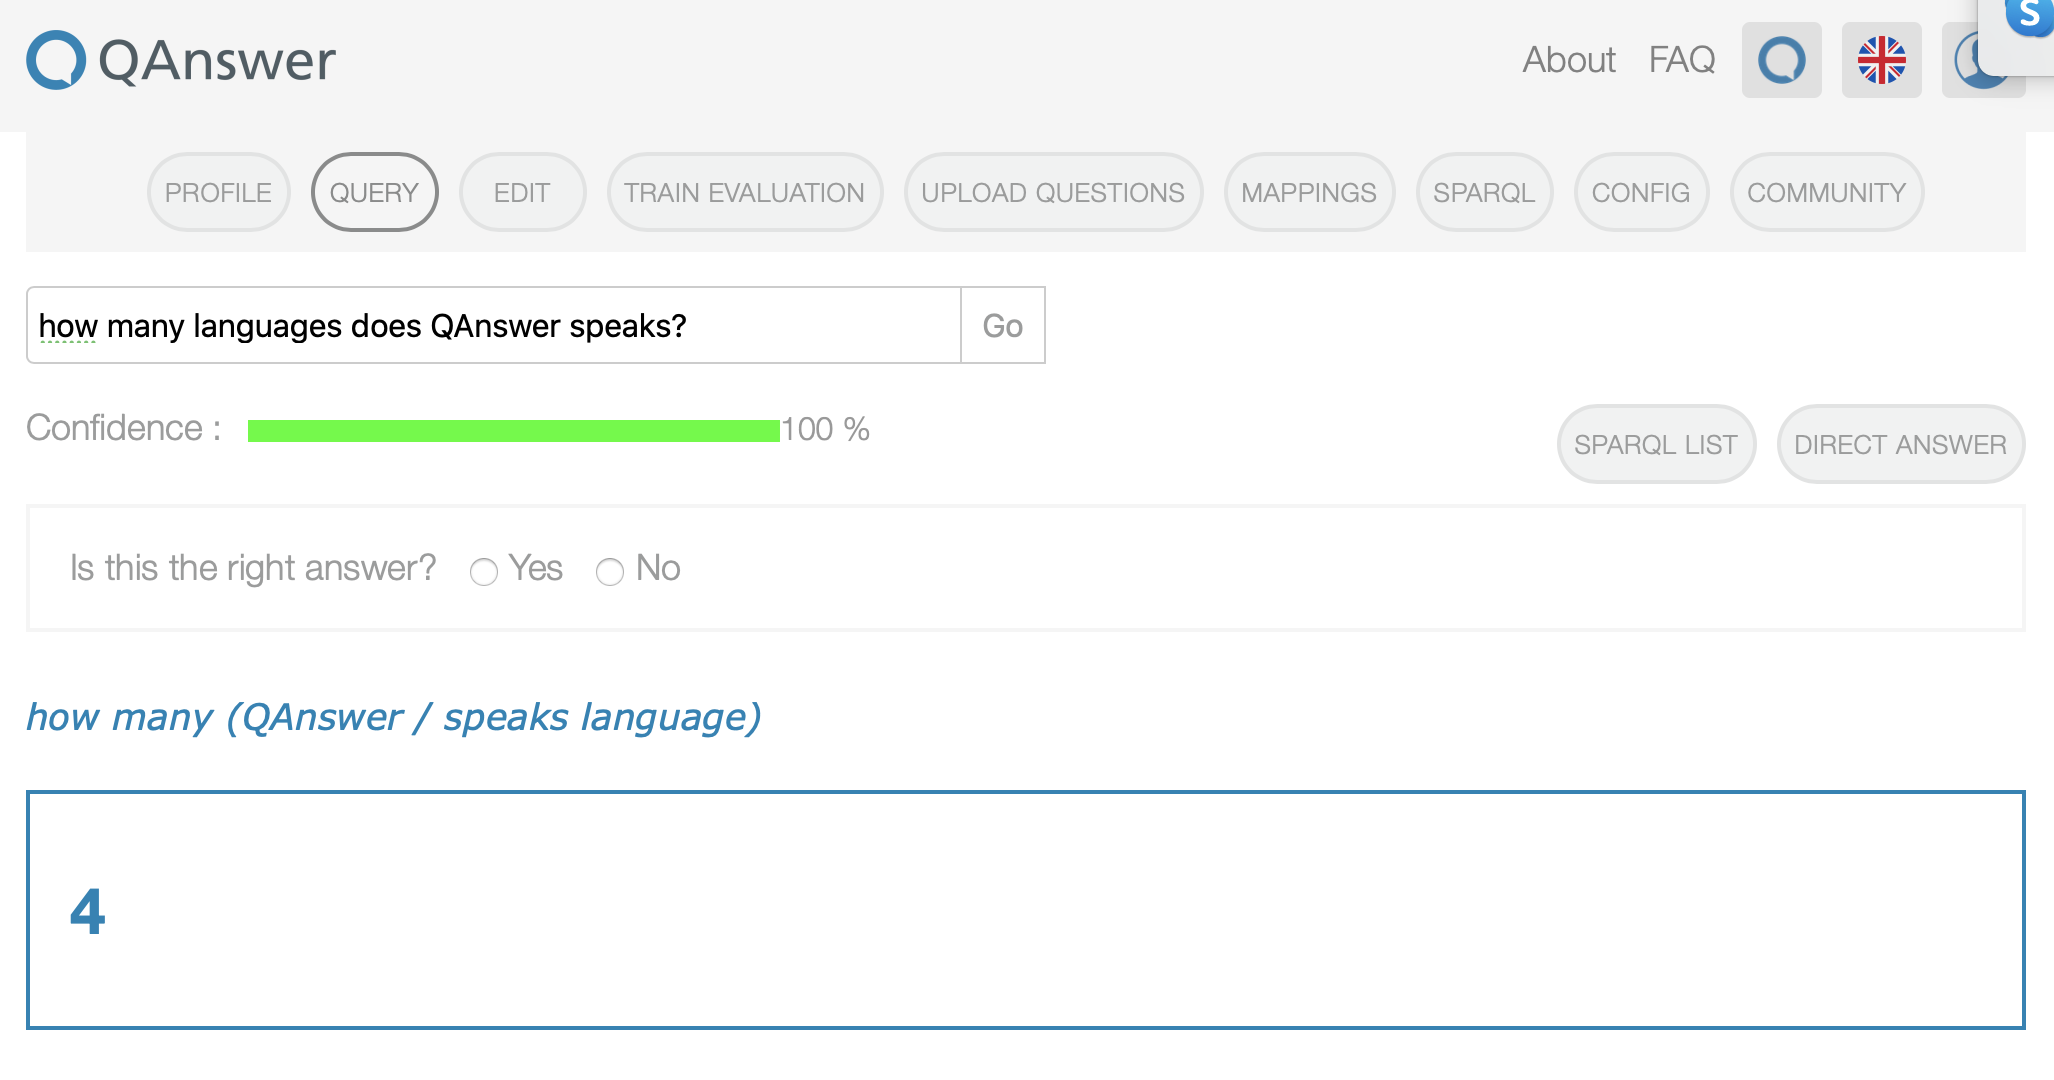 QAnswer
About FAQ
PROFILE QUERY EDIT TRAIN EVALUATION UPLOAD QUESTIONS MAPPINGS SPARQL CONFIG COMMUNITY
how many languages does QAnswer speaks? Go
Confidence : 100 %
SPARQL LIST DIRECT ANSWER
Is this the right answer? Yes No
how many (QAnswer / speaks language)
4